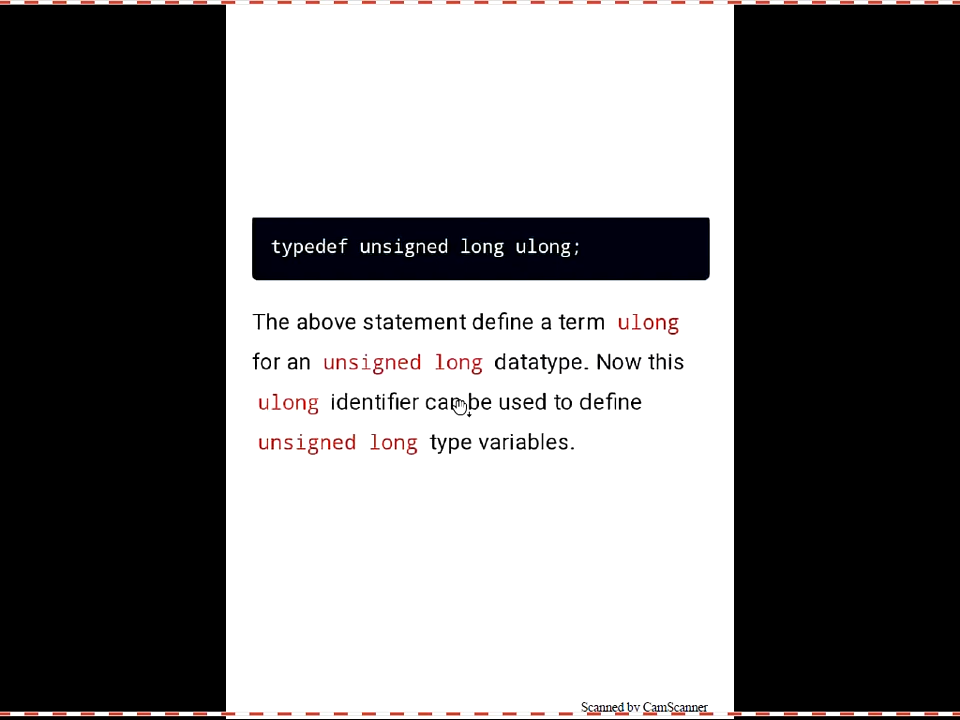 typedef unsigned long ulong;
The above statement define a term ulong
for an unsigned long datatype. Now this
ulong identifier can be used to define
unsigned long type variables.
Scanned by CamScanner